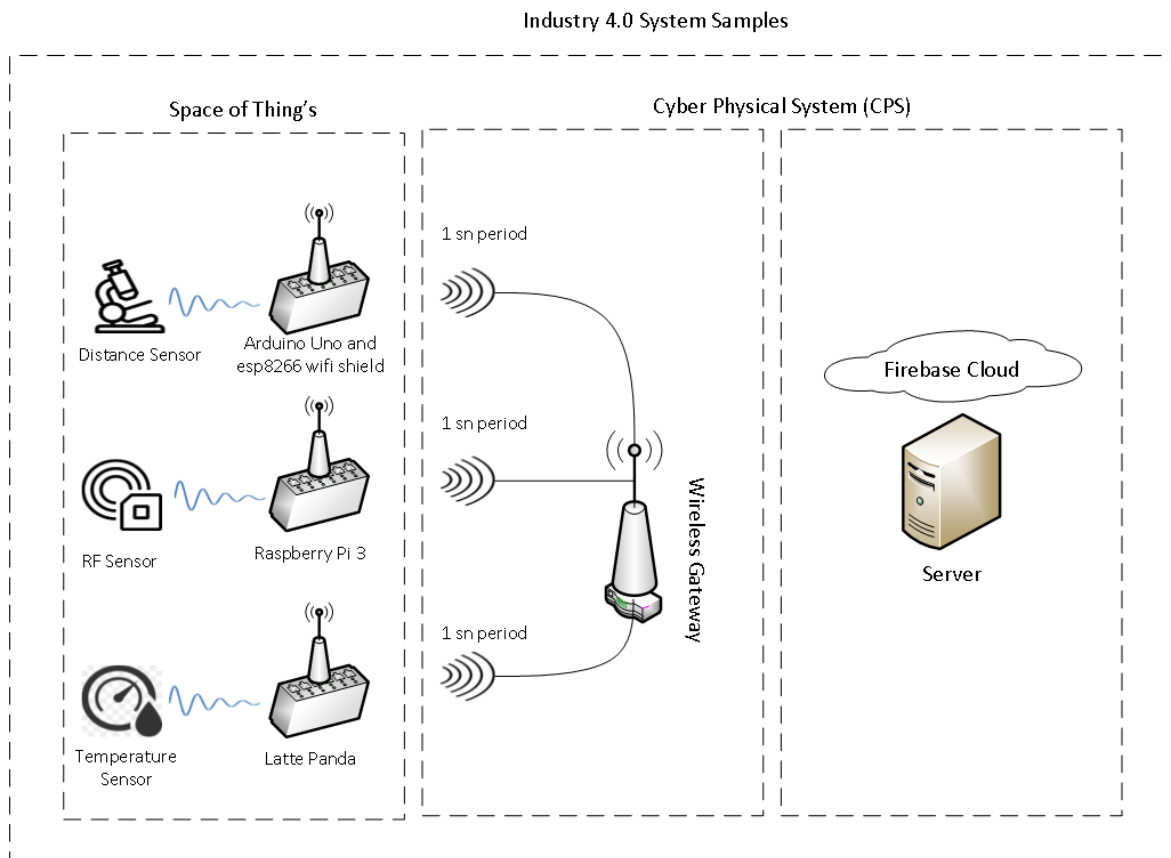 Industry 4.0 System Samples
Space of Thing's
Cyber Physical System (CPS)
1 sn period
Distance Sensor
Arduino Uno and
esp8266 wifi shield
1 sn period
RF Sensor
Raspberry Pi 3
1 sn period
Temperature
Sensor
Latte Panda
Wireless Gateway
Firebase Cloud
Server